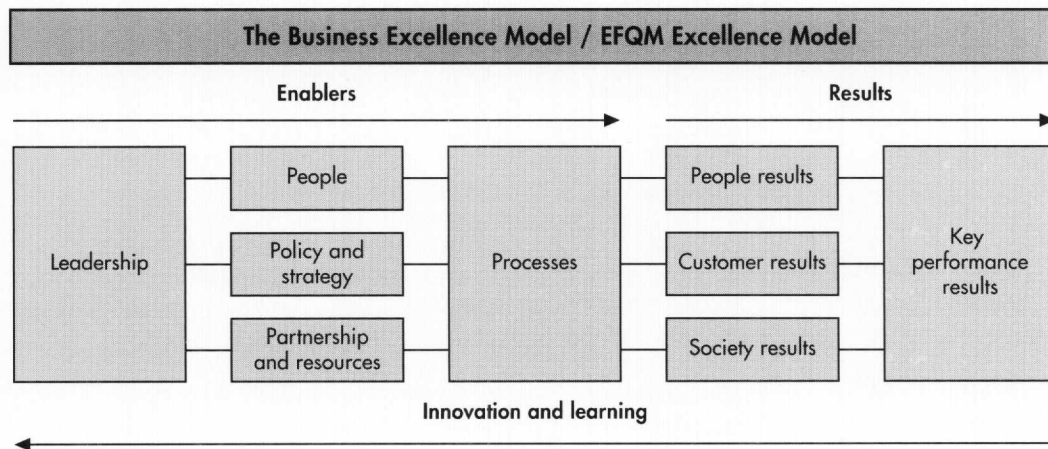 The Business Excellence Model / EFQM Excellence Model
Enablers
Results
Leadership
People
Policy and
strategy
Partnership
and resources
Processes
People results
Customer results
Society results
Key
performance
results
Innovation and learning